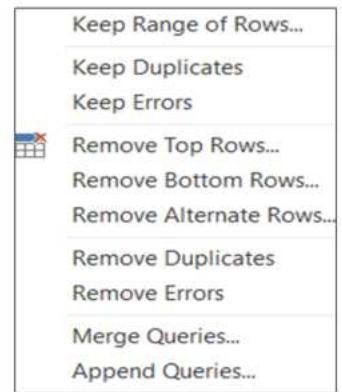 Keep Range of Rows...
Keep Duplicates
Keep Errors
Remove Top Rows...
Remove Bottom Rows...
Remove Alternate Rows...
Remove Duplicates
Remove Errors
Merge Queries...
Append Queries...